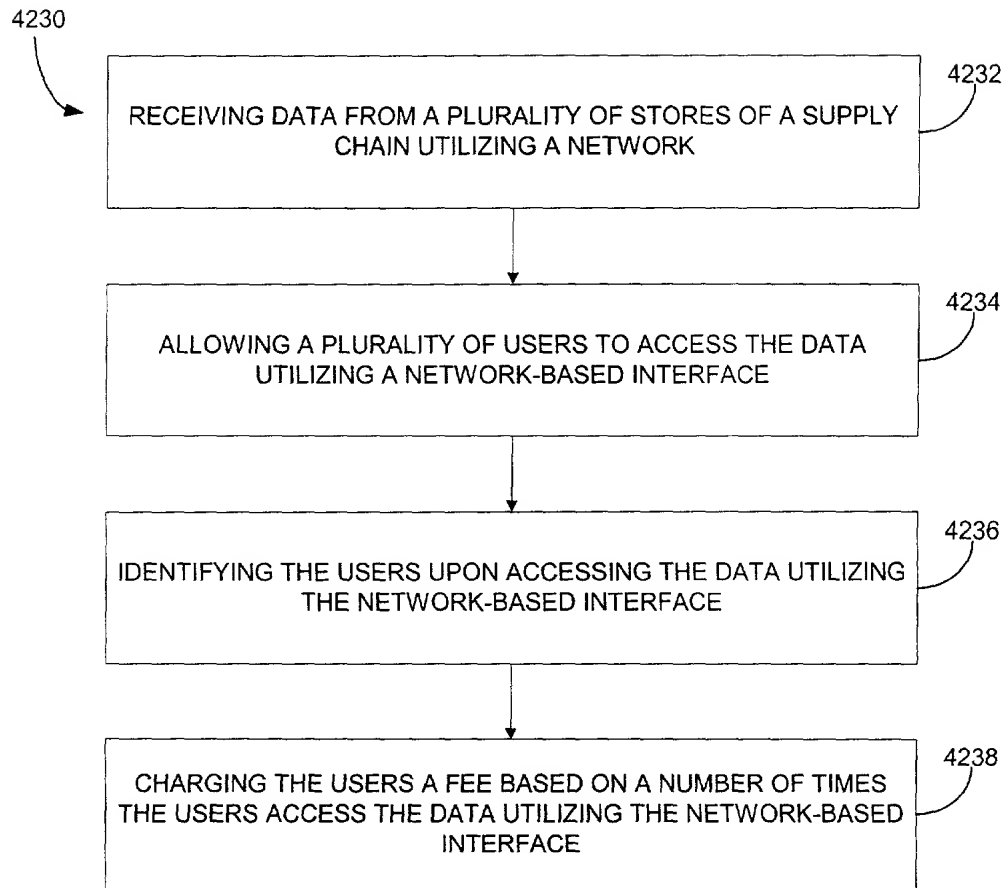 4230
4232
RECEIVING DATA FROM A PLURALITY OF STORES OF A SUPPLY
CHAIN UTILIZING A NETWORK
4234
ALLOWING A PLURALITY OF USERS TO ACCESS THE DATA
UTILIZING A NETWORK-BASED INTERFACE
4236
IDENTIFYING THE USERS UPON ACCESSING THE DATA UTILIZING
THE NETWORK-BASED INTERFACE
4238
CHARGING THE USERS A FEE BASED ON A NUMBER OF TIMES
THE USERS ACCESS THE DATA UTILIZING THE NETWORK-BASED
INTERFACE